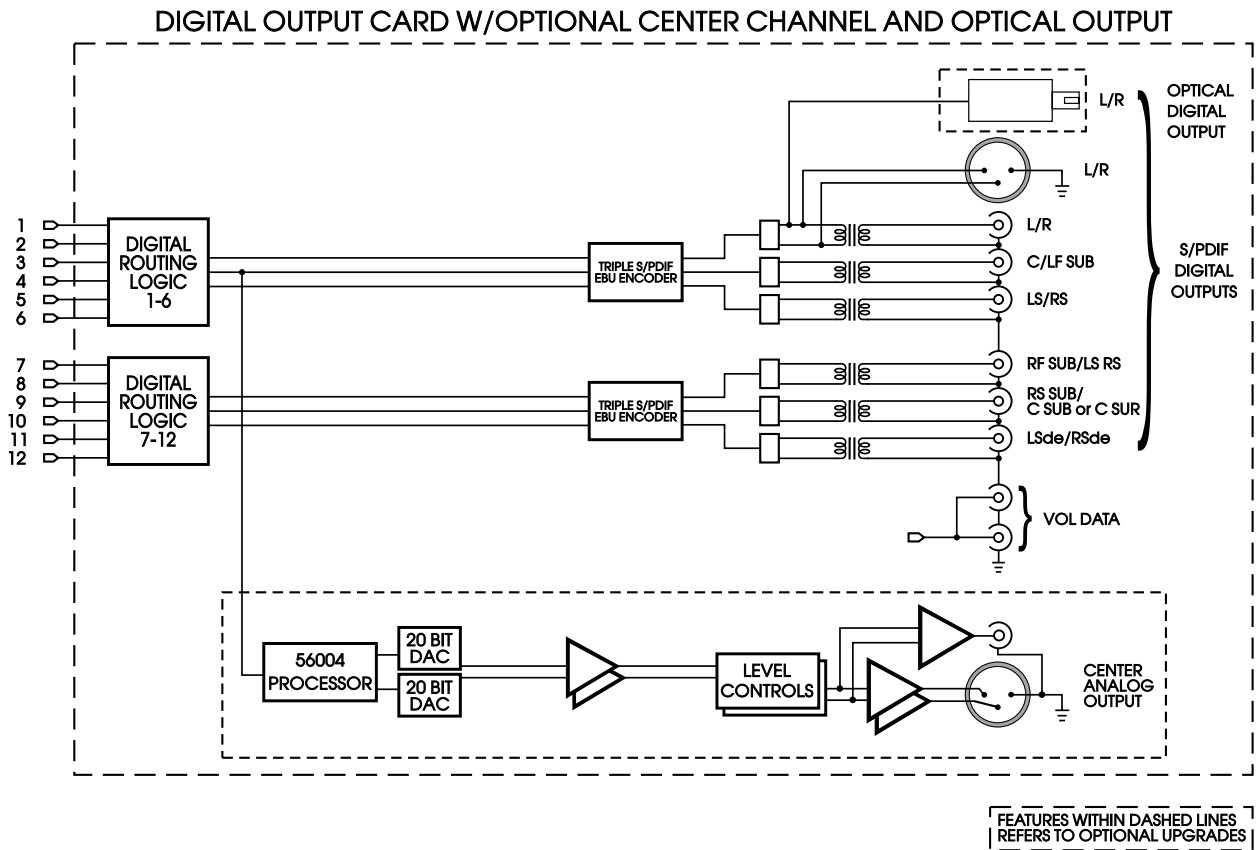 DIGITAL OUTPUT CARD W/OPTIONAL CENTER CHANNEL AND OPTICAL OUTPUT
L/R
OPTICAL
DIGITAL
OUTPUT
L/R
1
2
3
4
5
6
DIGITAL
ROUTING
LOGIC
1-6
TRIPLE S/PDIF
EBU ENCODER
L/R
C/LF SUB
LS/RS
S/PDIF
DIGITAL
OUTPUTS
7
8
9
10
11
12
DIGITAL
ROUTING
LOGIC
7-12
TRIPLE S/PDIF
EBU ENCODER
RF SUB/LS RS
RS SUB/
C SUB or C SUR
LSde/RSde
VOL DATA
56004
PROCESSOR
20 BIT
DAC
20 BIT
DAC
LEVEL
CONTROLS
CENTER
ANALOG
OUTPUT
FEATURES WITHIN DASHED LINES
REFERS TO OPTIONAL UPGRADES